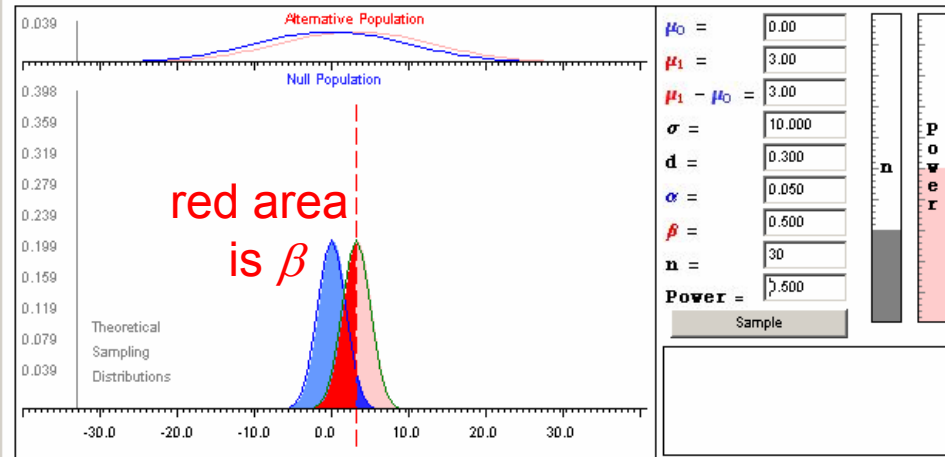 0.039
Alternative Population
Null Population
0.398
0.359
0.319
0.279
0.239
0.199
0.159
0.119
0.079
0.039
red area
is β
Theoretical
Sampling
Distributions
-30.0 -20.0 -10.0 0.0 10.0 20.0 30.0
μ0 = 0.00
μ1 = 3.00
μ1 - μ0 = 3.00
σ = 10.000
d = 0.300
α = 0.050
β = 0.500
n = 30
Power = 0.500
Sample
n
Power